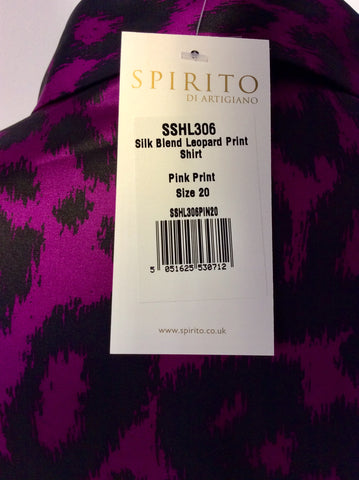 SPIRITO
DI ARTIGIANO
SSHL306
Silk Blend Leopard Print
Shirt
Pink Print
Size 20
SSHL306PIN20
5 051625 530712
www.spirito.co.uk